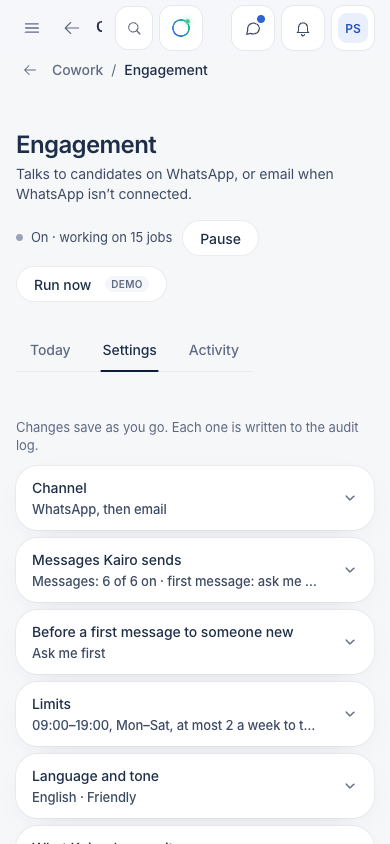 PS
Cowork / Engagement
Engagement
Talks to candidates on WhatsApp, or email when
WhatsApp isn't connected.
On · working on 15 jobs
Pause
Run now DEMO
Today Settings Activity
Changes save as you go. Each one is written to the audit
log.
Channel
WhatsApp, then email
Messages Kairo sends
Messages: 6 of 6 on · first message: ask me ...
Before a first message to someone new
Ask me first
Limits
09:00–19:00, Mon–Sat, at most 2 a week to t...
Language and tone
English · Friendly